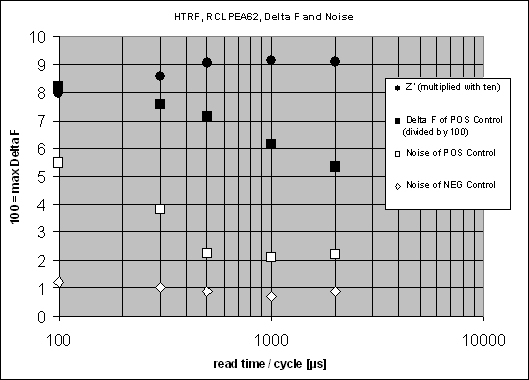 HTRF, RCLPEA62, Delta F and Noise
10
9
8
7
6
5
4
3
2
1
0
100 = max Delta F
100
1000
10000
read time / cycle [µs]
Z' (multiplied with ten)
Delta F of POS Control
(divided by 100)
Noise of POS Control
Noise of NEG Control